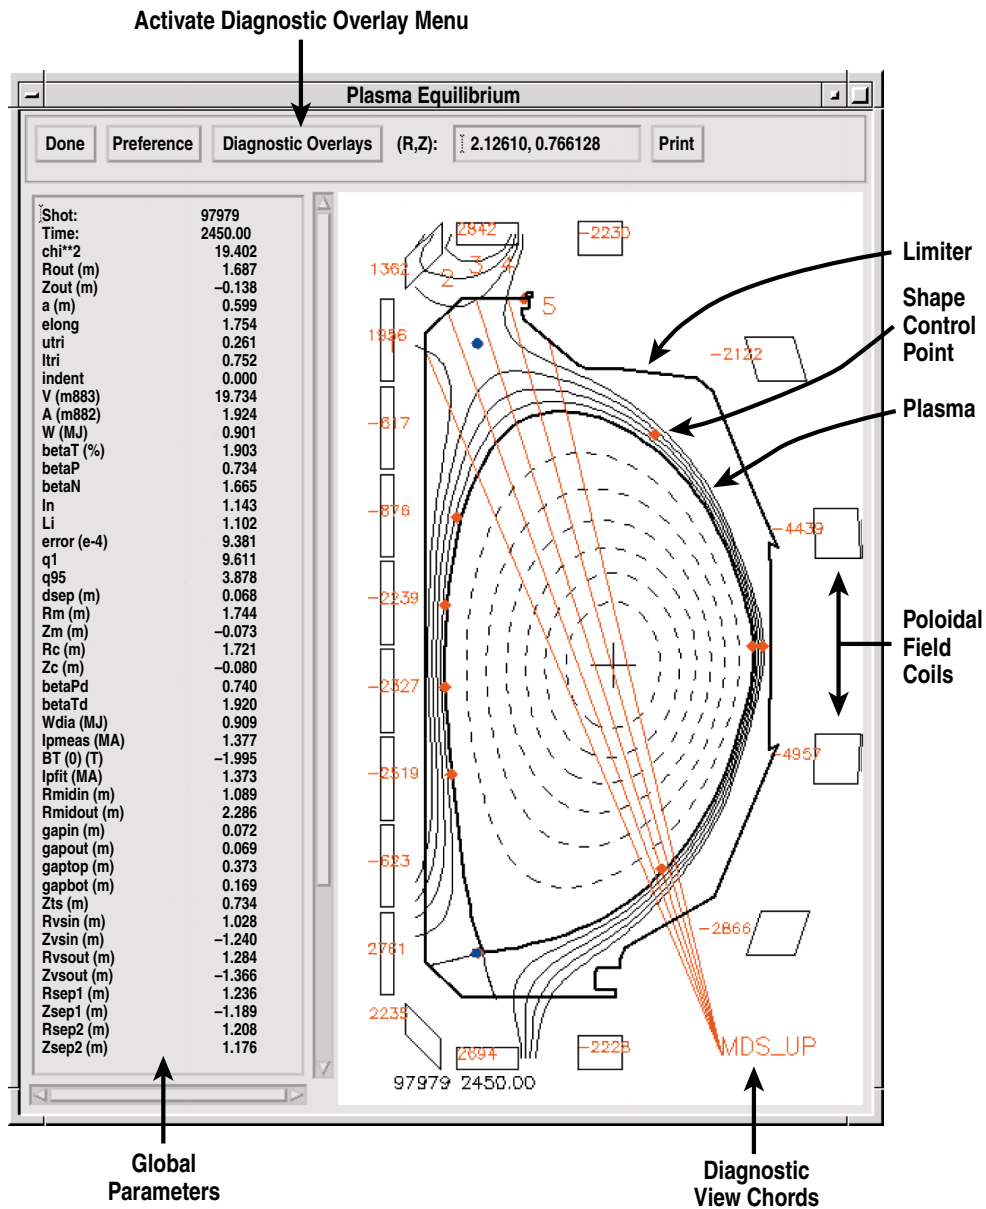 Activate Diagnostic Overlay Menu
Plasma Equilibrium
Done Preference Diagnostic Overlays (R,Z): 2.12610, 0.766128 Print
Shot: 97979
Time: 2450.00
chi**2 19.402
Rout (m) 1.687
Zout (m) −0.138
a (m) 0.599
elong 1.754
utri 0.261
ltri 0.752
indent 0.000
V (m883) 19.734
A (m882) 1.924
W (MJ) 0.901
betaT (%) 1.903
betaP 0.734
betaN 1.665
In 1.143
Li 1.102
error (e-4) 9.381
q1 9.611
q95 3.878
dsep (m) 0.068
Rm (m) 1.744
Zm (m) −0.073
Rc (m) 1.721
Zc (m) −0.080
betaPd 0.740
betaTd 1.920
Wdia (MJ) 0.909
Ipmeas (MA) 1.377
BT (0) (T) −1.995
Ipfit (MA) 1.373
Rmidin (m) 1.089
Rmidout (m) 2.286
gapin (m) 0.072
gapout (m) 0.069
gaptop (m) 0.373
gapbot (m) 0.169
Zts (m) 0.734
Rvsin (m) 1.028
Zvsin (m) −1.240
Rvsout (m) 1.284
Zvsout (m) −1.366
Rsep1 (m) 1.236
Zsep1 (m) −1.189
Rsep2 (m) 1.208
Zsep2 (m) 1.176
2842
−2230
1362
2 3 4
5
1
−2122
−617
−876
−4439
−2239
−2327
−2519
−4957
−623
−2866
2781
2235
2694
−2228
MDS_UP
97979 2450.00
Limiter
Shape
Control
Point
Plasma
Poloidal
Field
Coils
Global
Parameters
Diagnostic
View Chords